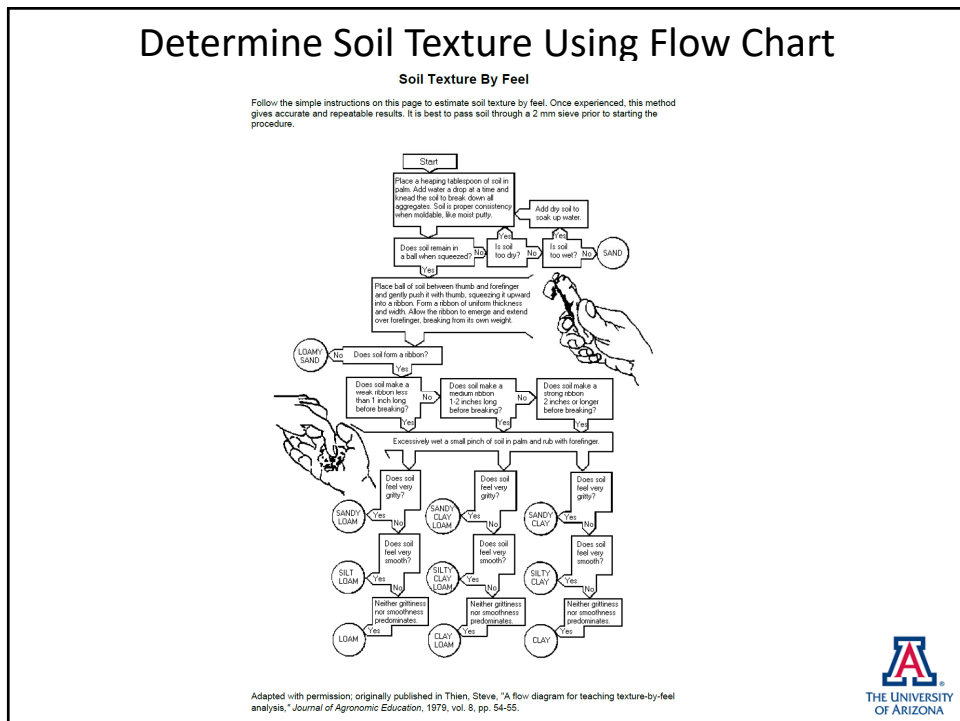 Determine Soil Texture Using Flow Chart
Soil Texture By Feel
Follow the simple instructions on this page to estimate soil texture by feel. Once experienced, this method
gives accurate and repeatable results. It is best to pass soil through a 2 mm sieve prior to starting the
procedure.
Start
Place a heaping tablespoon of soil in
palm. Add water a drop at a time and
knead the soil to break down all
aggregates. Soil is proper consistency
when moldable, like moist putty.
Add dry soil to
soak up water.
Yes
Yes
Does soil remain
in a ball when squeezed?
No
Is soil
too dry?
No
Is soil
too wet?
No
SAND
Yes
Place ball of soil between thumb and forefinger
and gently push it with thumb, squeezing it upward
into a ribbon. Form a ribbon of uniform thickness
and width. Allow the ribbon to emerge and extend
over forefinger, breaking from its own weight.
LOAMY
SAND
No
Does soil form a ribbon?
Yes
Does soil make a
weak ribbon less
than 1 inch long
before breaking?
No
Does soil make a
medium ribbon
1-2 inches long
before breaking?
No
Does soil make a
strong ribbon
2 inches or longer
before breaking?
Yes
Yes
Yes
Excessively wet a small pinch of soil in palm and rub with forefinger.
Does soil
feel very
gritty?
Does soil
feel very
gritty?
Does soil
feel very
gritty?
SANDY
LOAM
Yes
No
SANDY
CLAY
LOAM
Yes
No
SANDY
CLAY
Yes
No
Does soil
feel very
smooth?
Does soil
feel very
smooth?
Does soil
feel very
smooth?
SILT
LOAM
Yes
No
SILTY
CLAY
LOAM
Yes
No
SILTY
CLAY
Yes
No
Neither grittiness
nor smoothness
predominates.
Neither grittiness
nor smoothness
predominates.
Neither grittiness
nor smoothness
predominates.
LOAM
Yes
CLAY
LOAM
Yes
CLAY
Yes
Adapted with permission; originally published in Thien, Steve, "A flow diagram for teaching texture-by-feel
analysis," Journal of Agronomic Education, 1979, vol. 8, pp. 54-55.
A
THE UNIVERSITY
OF ARIZONA